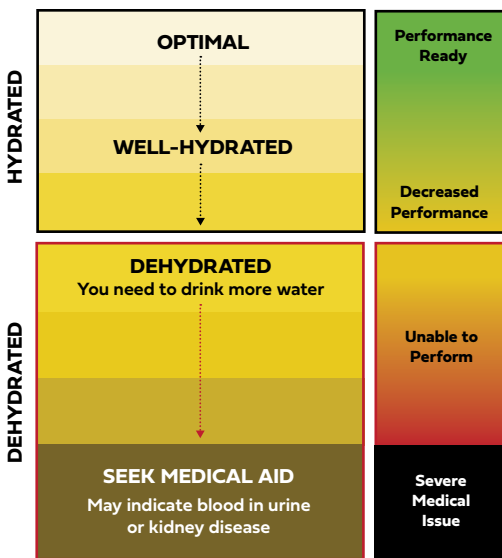 HYDRATED
OPTIMAL
WELL-HYDRATED
Performance
Ready
Decreased
Performance
DEHYDRATED
DEHYDRATED
You need to drink more water
SEEK MEDICAL AID
May indicate blood in urine
or kidney disease
Unable to
Perform
Severe
Medical
Issue